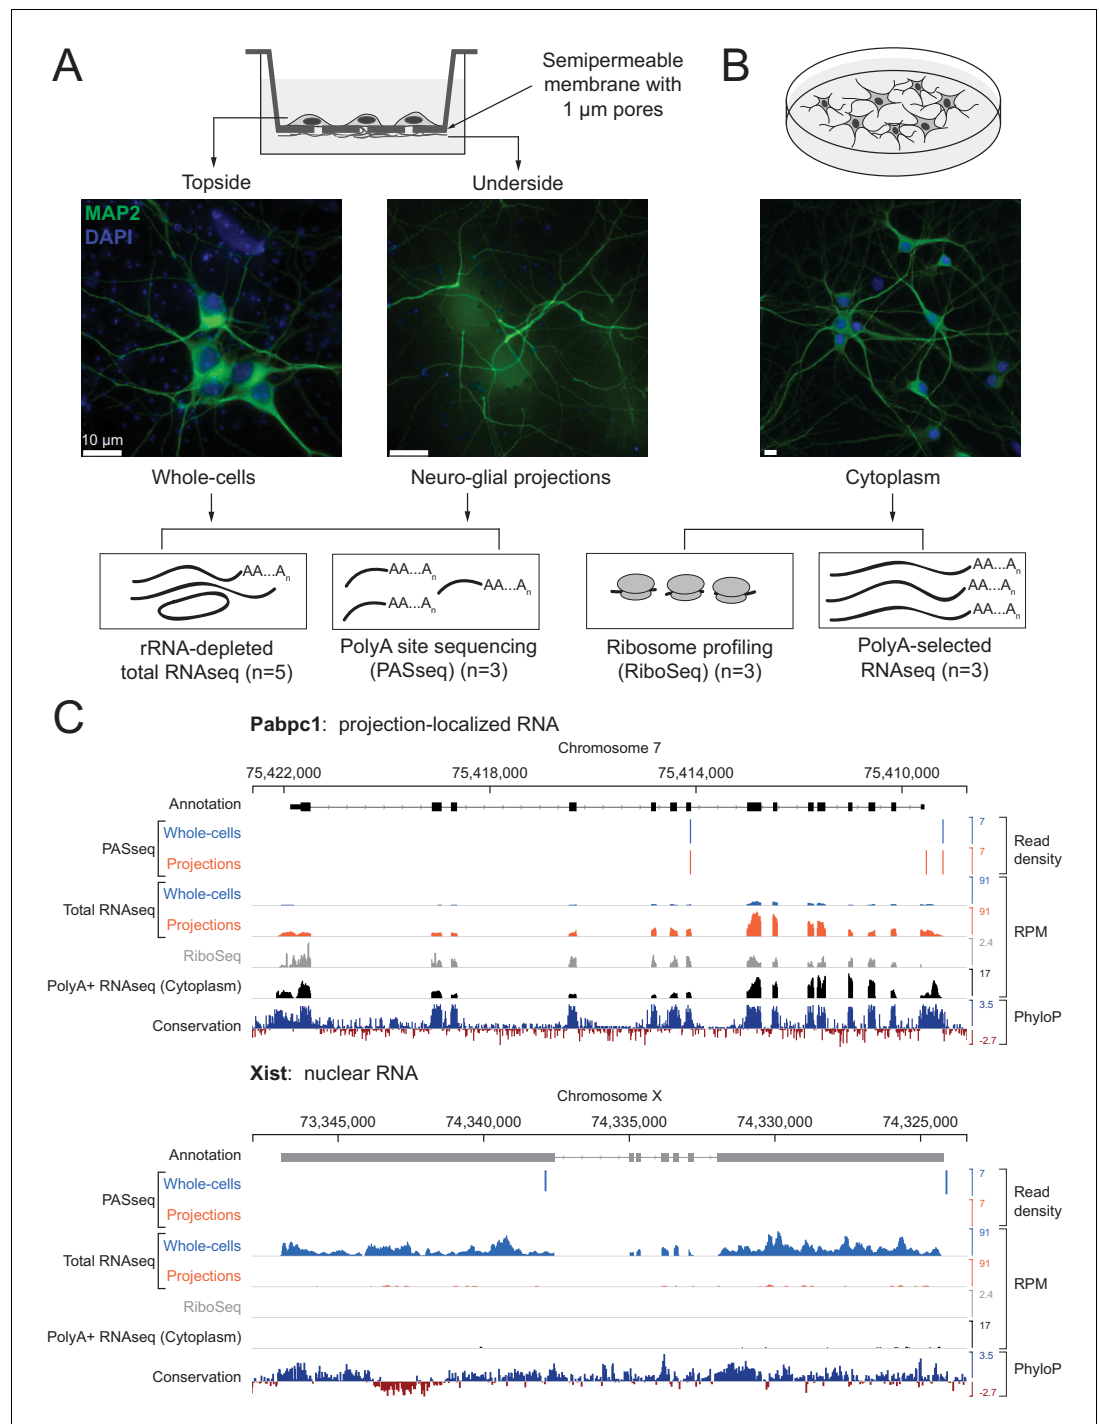 A
Semipermeable
membrane with
1 µm pores
B
Topside
Underside
MAP2
DAPI
10 µm
Whole-cells
Neuro-glial projections
Cytoplasm
AA...An
AA...An
AA...An
AA...An
AA...An
AA...An
AA...An
rRNA-depleted
total RNAseq (n=5)
PolyA site sequencing
(PASseq) (n=3)
Ribosome profiling
(RiboSeq) (n=3)
PolyA-selected
RNAseq (n=3)
C
Pabpc1: projection-localized RNA
Chromosome 7
75,422,000 75,418,000 75,414,000 75,410,000
Annotation
PASseq
Whole-cells 7
Projections 7
Read
density
Total RNAseq
Whole-cells 91
Projections 91
RiboSeq 2.4
RPM
PolyA+ RNAseq (Cytoplasm) 17
Conservation 3.5
-2.7
PhyloP
Xist: nuclear RNA
Chromosome X
73,345,000 74,340,000 74,335,000 74,330,000 74,325,000
Annotation
PASseq
Whole-cells 7
Projections 7
Read
density
Total RNAseq
Whole-cells 91
Projections 91
RiboSeq 2.4
RPM
PolyA+ RNAseq (Cytoplasm) 17
Conservation 3.5
-2.7
PhyloP